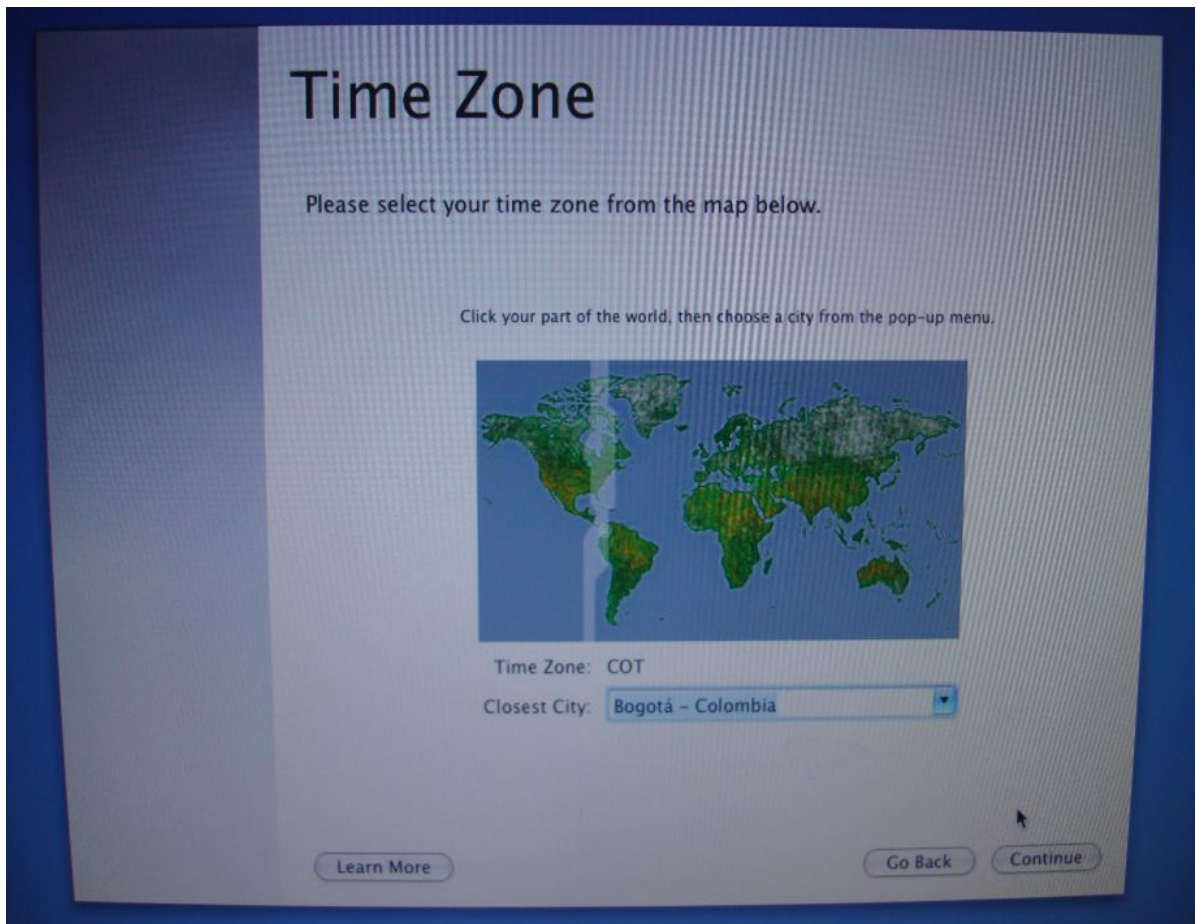 Time Zone
Please select your time zone from the map below.
Click your part of the world, then choose a city from the pop-up menu.
Time Zone: COT
Closest City: Bogotá – Colombia
Learn More
Go Back
Continue